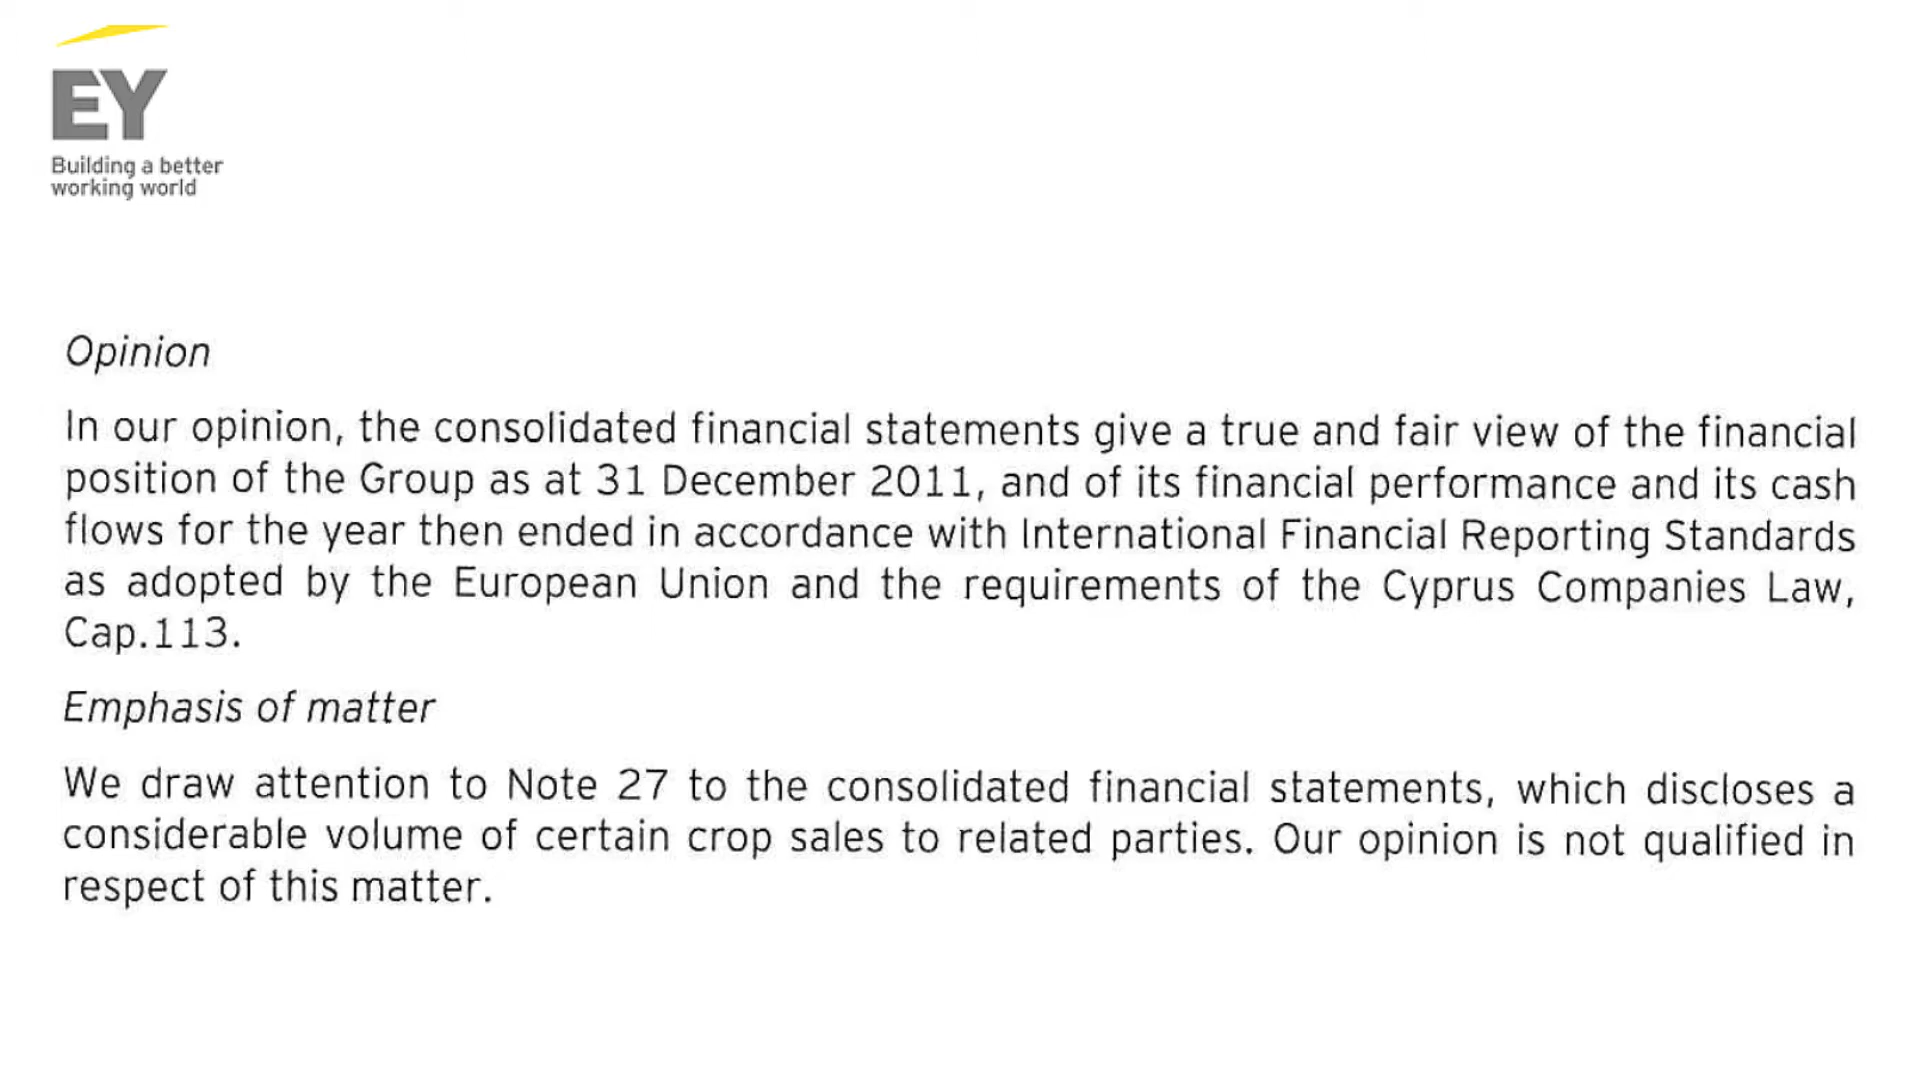 EY
Building a better
working world
Opinion
In our opinion, the consolidated financial statements give a true and fair view of the financial
position of the Group as at 31 December 2011, and of its financial performance and its cash
flows for the year then ended in accordance with International Financial Reporting Standards
as adopted by the European Union and the requirements of the Cyprus Companies Law,
Cap.113.
Emphasis of matter
We draw attention to Note 27 to the consolidated financial statements, which discloses a
considerable volume of certain crop sales to related parties. Our opinion is not qualified in
respect of this matter.